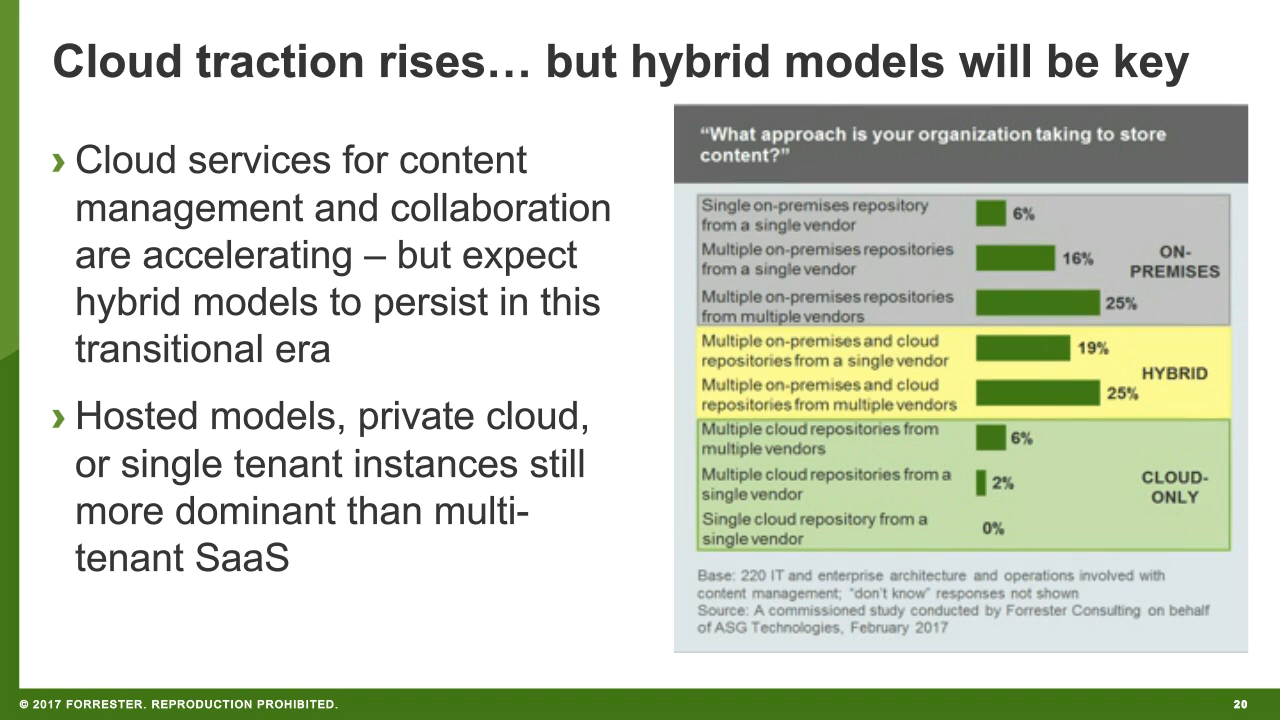 Cloud traction rises… but hybrid models will be key
› Cloud services for content
management and collaboration
are accelerating – but expect
hybrid models to persist in this
transitional era
› Hosted models, private cloud,
or single tenant instances still
more dominant than multi-
tenant SaaS
“What approach is your organization taking to store
content?”
Single on-premises repository
from a single vendor
6%
Multiple on-premises repositories
from a single vendor
16%
Multiple on-premises repositories
from multiple vendors
25%
ON-
PREMISES
Multiple on-premises and cloud
repositories from a single vendor
19%
Multiple on-premises and cloud
repositories from multiple vendors
25%
HYBRID
Multiple cloud repositories from
multiple vendors
6%
Multiple cloud repositories from a
single vendor
2%
Single cloud repository from a
single vendor
0%
CLOUD-
ONLY
Base: 220 IT and enterprise architecture and operations involved with
content management; “don’t know” responses not shown
Source: A commissioned study conducted by Forrester Consulting on behalf
of ASG Technologies, February 2017
© 2017 FORRESTER. REPRODUCTION PROHIBITED.
20